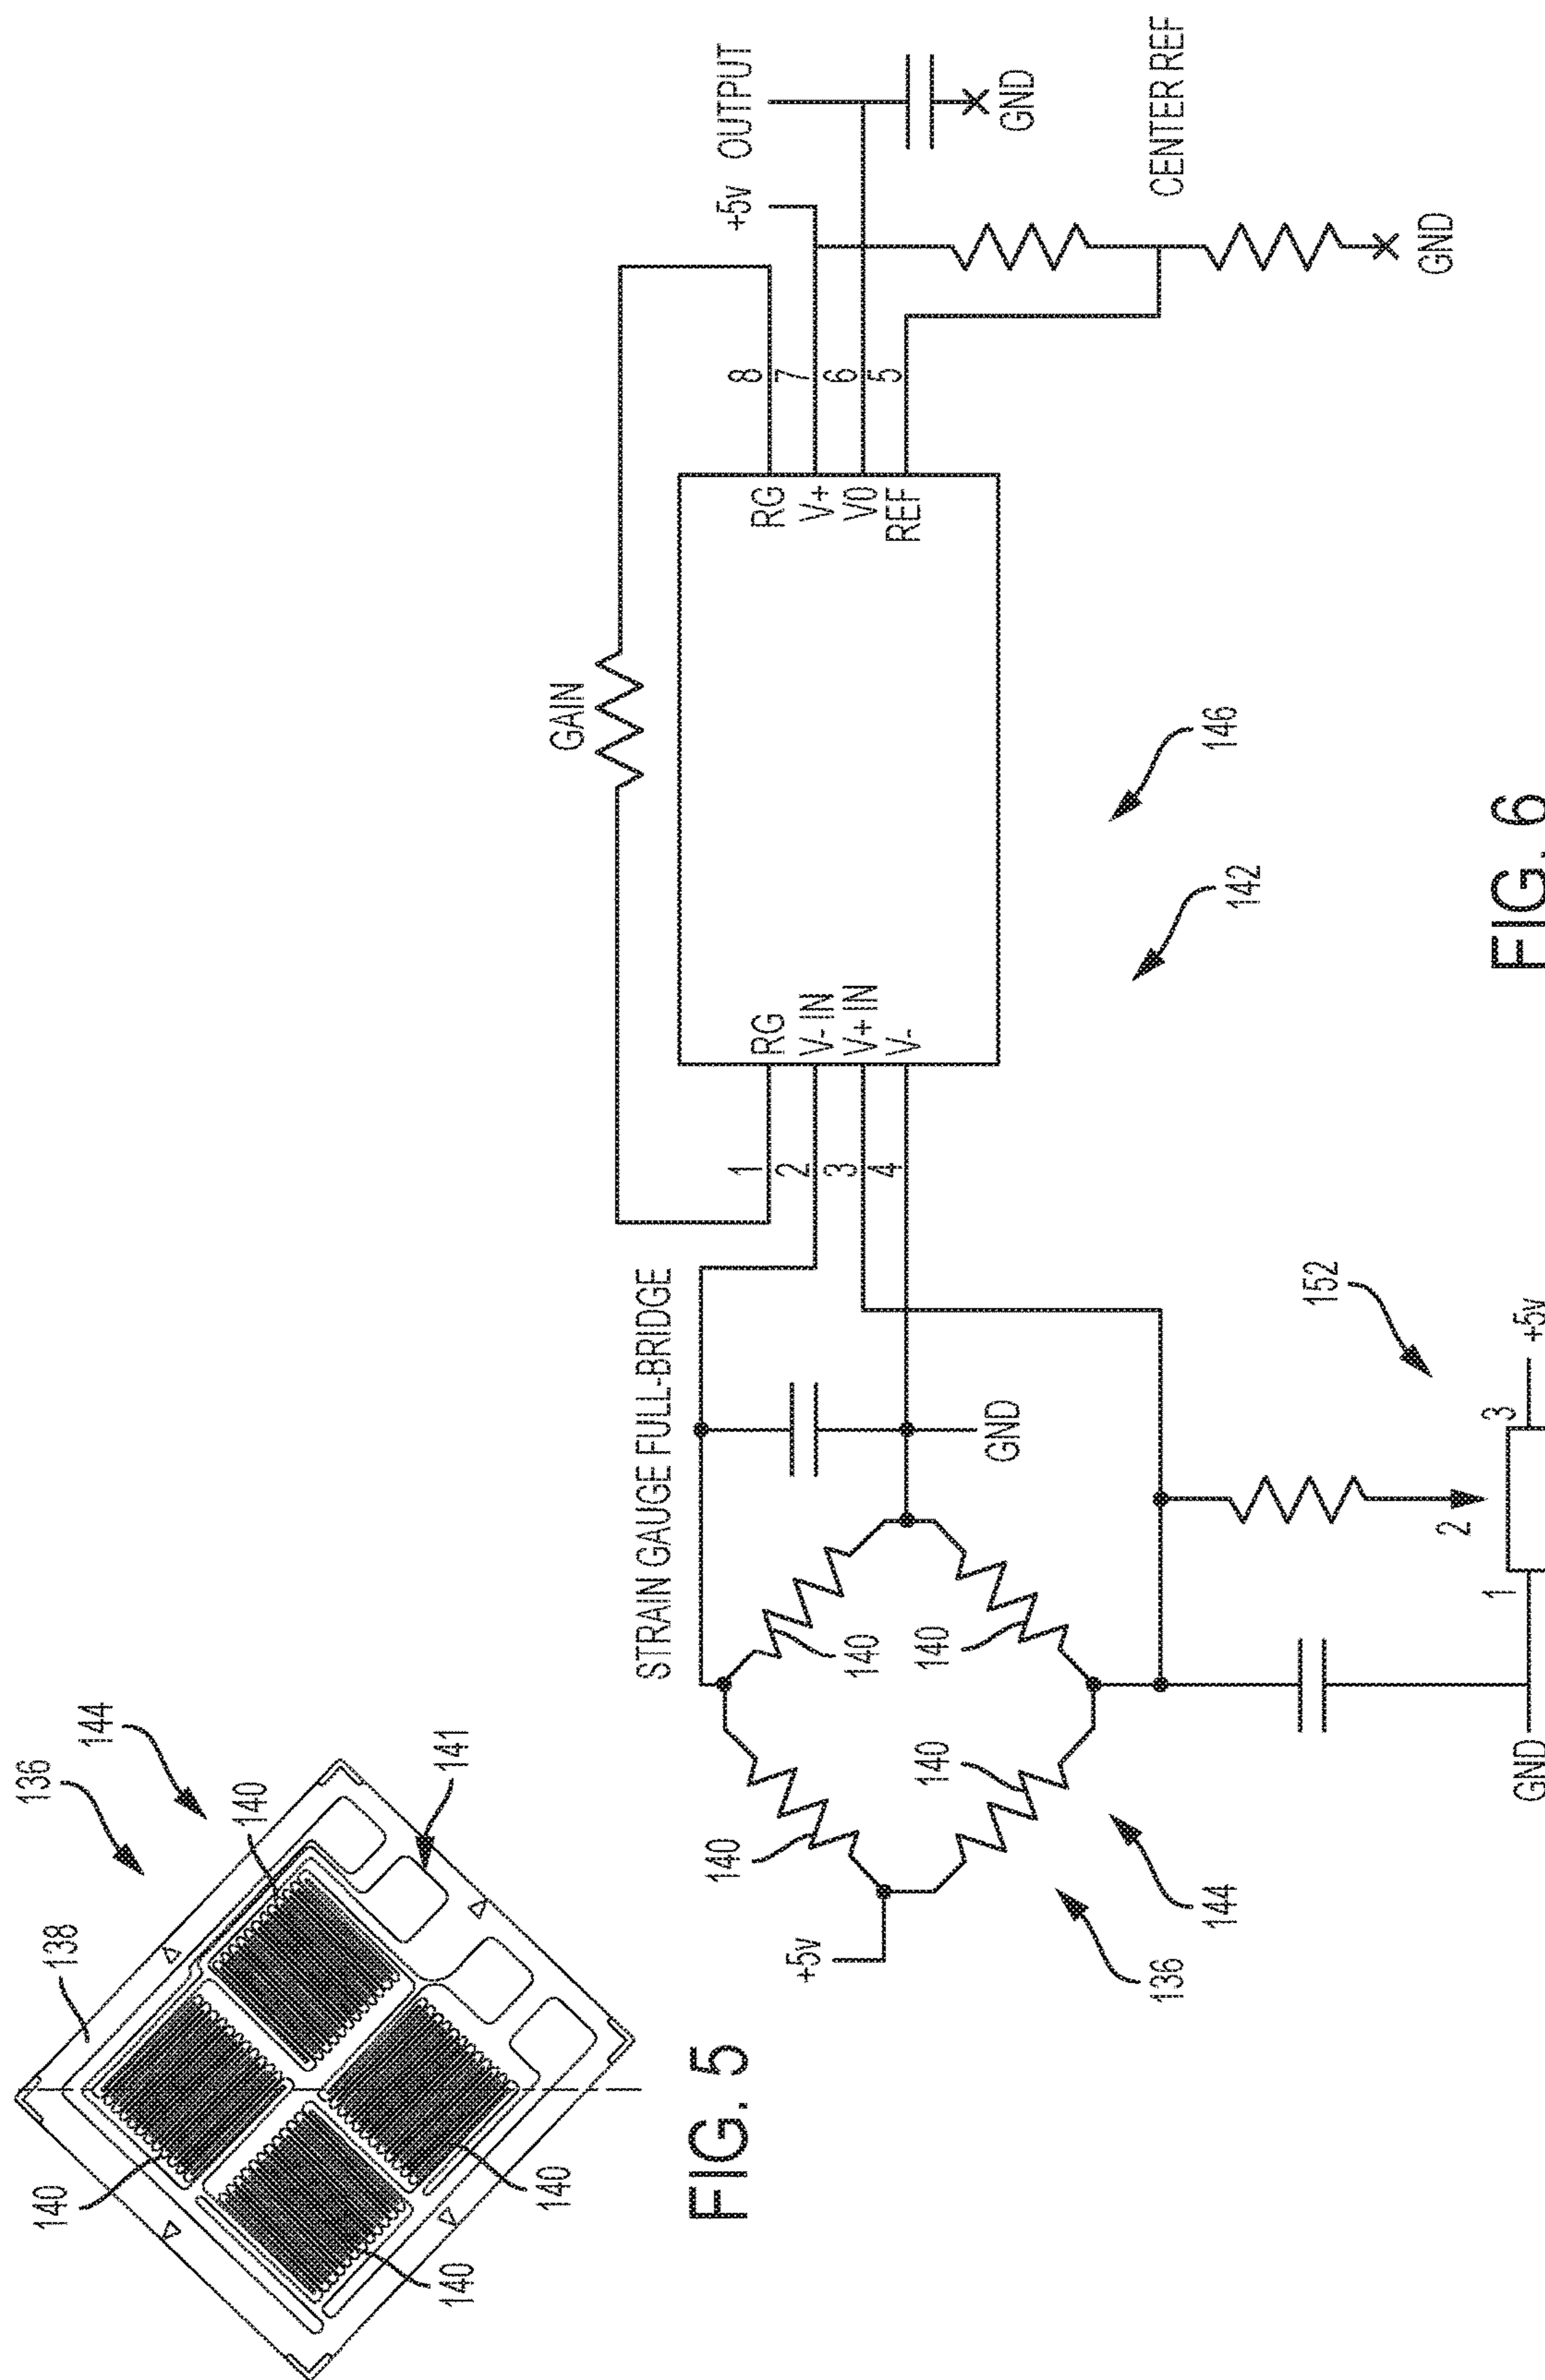 136
144
138
140
140
141
140
140
FIG. 5
STRAIN GAUGE FULL-BRIDGE
GAIN
+5v
OUTPUT
1
2
3
4
RG
V- IN
V+ IN
V-
RG
V+
V0
REF
8
7
6
5
GND
CENTER REF
GND
+5v
140
140
140
140
GND
136
144
142
146
152
GND
1
2
3
+5v
FIG. 6